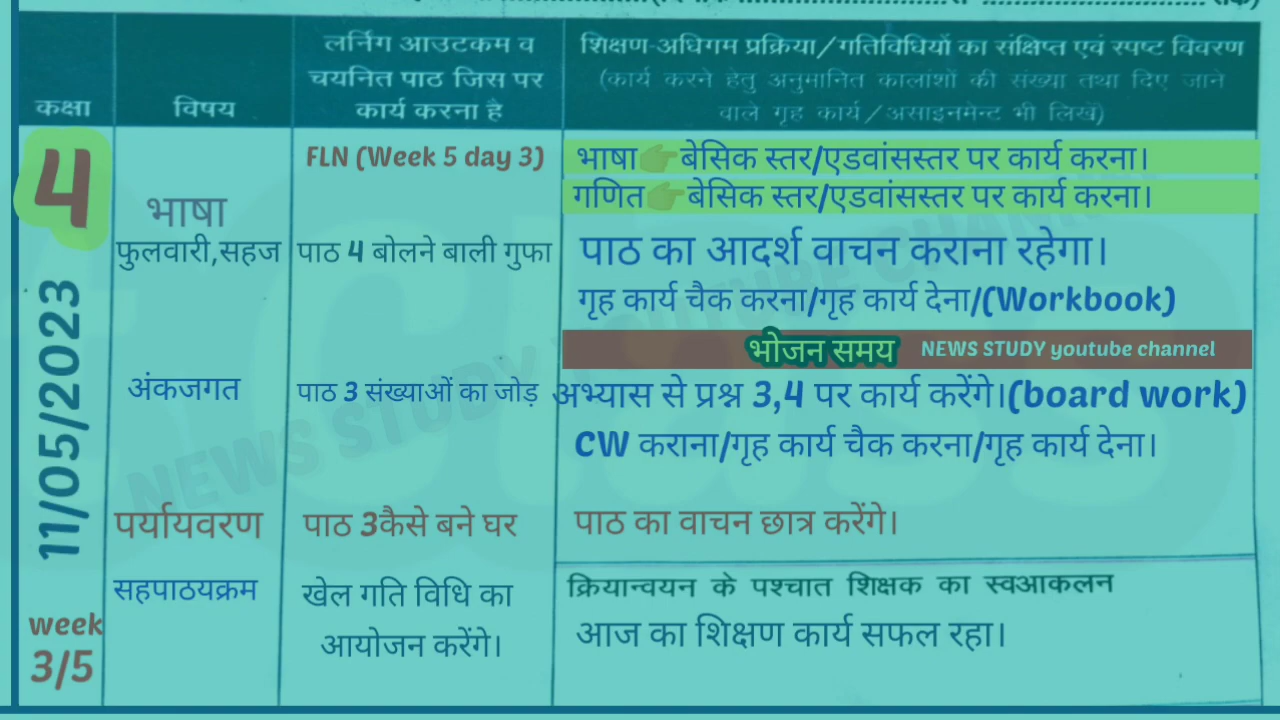 लर्निग आउटकम व
चयनित पाठ जिस पर
कार्य करना है
शिक्षण-अधिगम प्रक्रिया/गतिविधियों का संक्षिप्त एवं स्पष्ट विवरण
(कार्य करने हेतु अनुमानित कालांशों की संख्या तथा दिए जाने
वाले गृह कार्य/असाइनमेन्ट भी लिखें)
कक्षा
विषय
4
11/05/2023
week
3/5
FLN (Week 5 day 3)
भाषा👉बेसिक स्तर/एडवांसस्तर पर कार्य करना।
गणित👉बेसिक स्तर/एडवांसस्तर पर कार्य करना।
भाषा
फुलवारी,सहज
पाठ 4 बोलने बाली गुफा
पाठ का आदर्श वाचन कराना रहेगा।
गृह कार्य चैक करना/गृह कार्य देना/(Workbook)
भोजन समय
NEWS STUDY youtube channel
अंकजगत
पाठ 3 संख्याओं का जोड़
अभ्यास से प्रश्न 3,4 पर कार्य करेंगे।(board work)
CW कराना/गृह कार्य चैक करना/गृह कार्य देना।
पर्यायवरण
पाठ 3कैसे बने घर
पाठ का वाचन छात्र करेंगे।
सहपाठयक्रम
खेल गति विधि का
आयोजन करेंगे।
क्रियान्वयन के पश्चात शिक्षक का स्वआकलन
आज का शिक्षण कार्य सफल रहा।
NEWS STUDY YOUTUBE CHANNEL